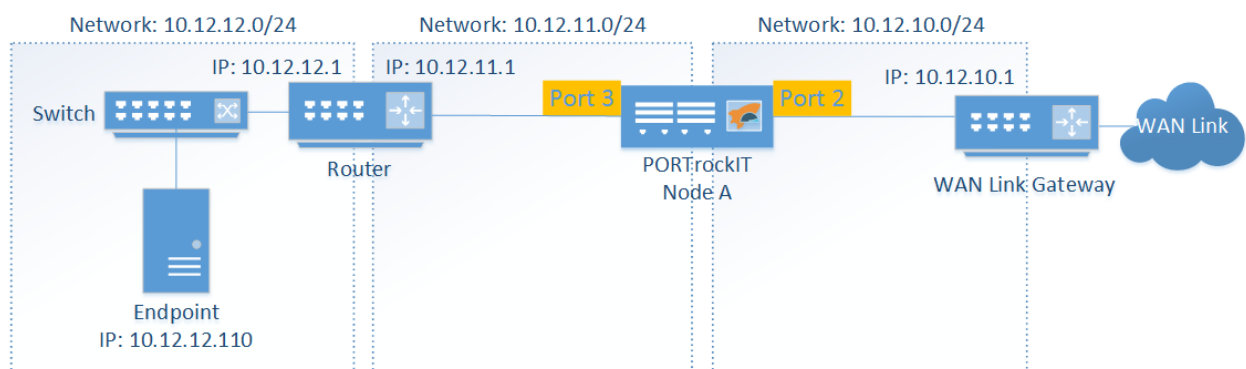 Network: 10.12.12.0/24
Network: 10.12.11.0/24
Network: 10.12.10.0/24
IP: 10.12.12.1
IP: 10.12.11.1
IP: 10.12.10.1
Switch
Port 3
Port 2
WAN Link
Router
PORTrockIT
Node A
WAN Link Gateway
Endpoint
IP: 10.12.12.110